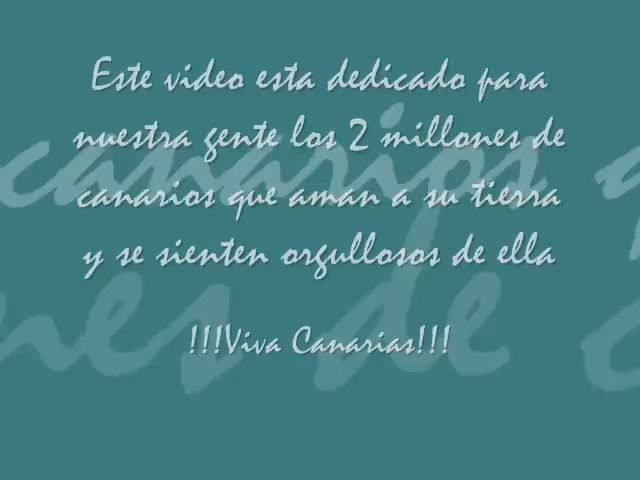 Este video esta dedicado para
nuestra gente los 2 millones de
canarios que aman a su tierra
y se sienten orgullosos de ella
!!!Viva Canarias!!!